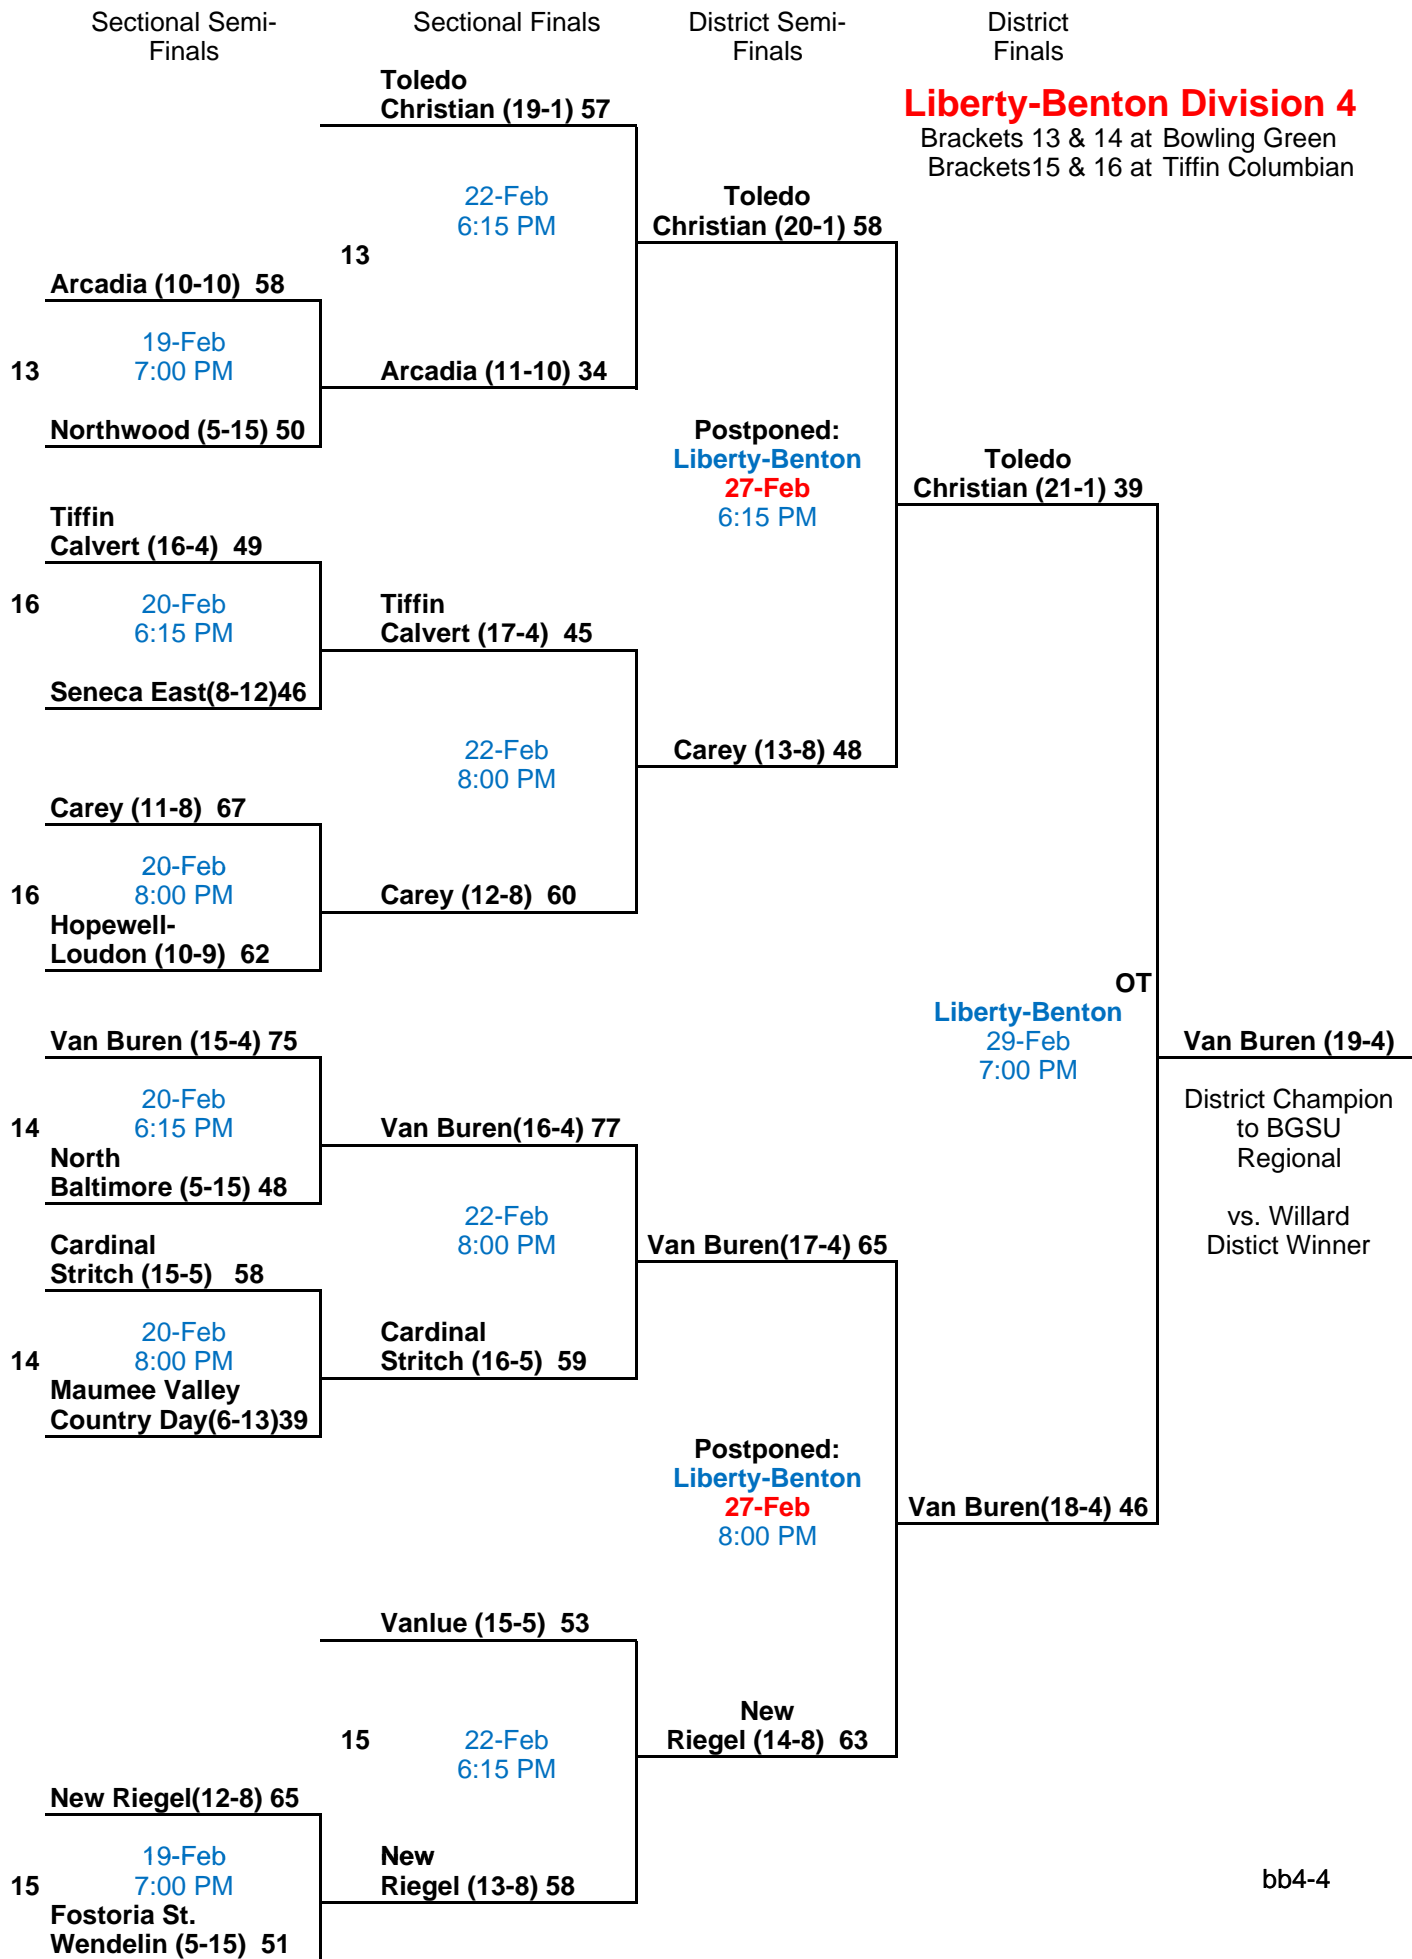 Sectional Semi-
Finals
Sectional Finals
District Semi-
Finals
District
Finals
Liberty-Benton Division 4
Brackets 13 & 14 at Bowling Green
Brackets15 & 16 at Tiffin Columbian
Toledo
Christian (19-1) 57
22-Feb
6:15 PM
13
Toledo
Christian (20-1) 58
Arcadia (10-10) 58
19-Feb
7:00 PM
13
Arcadia (11-10) 34
Northwood (5-15) 50
Postponed:
Liberty-Benton
27-Feb
6:15 PM
Toledo
Christian (21-1) 39
Tiffin
Calvert (16-4) 49
16
20-Feb
6:15 PM
Tiffin
Calvert (17-4) 45
Seneca East(8-12)46
22-Feb
8:00 PM
Carey (13-8) 48
Carey (11-8) 67
20-Feb
16 8:00 PM
Carey (12-8) 60
Hopewell-
Loudon (10-9) 62
OT
Liberty-Benton
29-Feb
7:00 PM
Van Buren (19-4)
District Champion
to BGSU
Regional
vs. Willard
Distict Winner
Van Buren (15-4) 75
20-Feb
14 6:15 PM
Van Buren(16-4) 77
North
Baltimore (5-15) 48
22-Feb
8:00 PM
Van Buren(17-4) 65
Cardinal
Stritch (15-5) 58
20-Feb
14 8:00 PM
Cardinal
Stritch (16-5) 59
Maumee Valley
Country Day(6-13)39
Postponed:
Liberty-Benton
27-Feb
8:00 PM
Van Buren(18-4) 46
Vanlue (15-5) 53
15 22-Feb
6:15 PM
New
Riegel (14-8) 63
New Riegel(12-8) 65
19-Feb
15 7:00 PM
New
Riegel (13-8) 58
Fostoria St.
Wendelin (5-15) 51
bb4-4